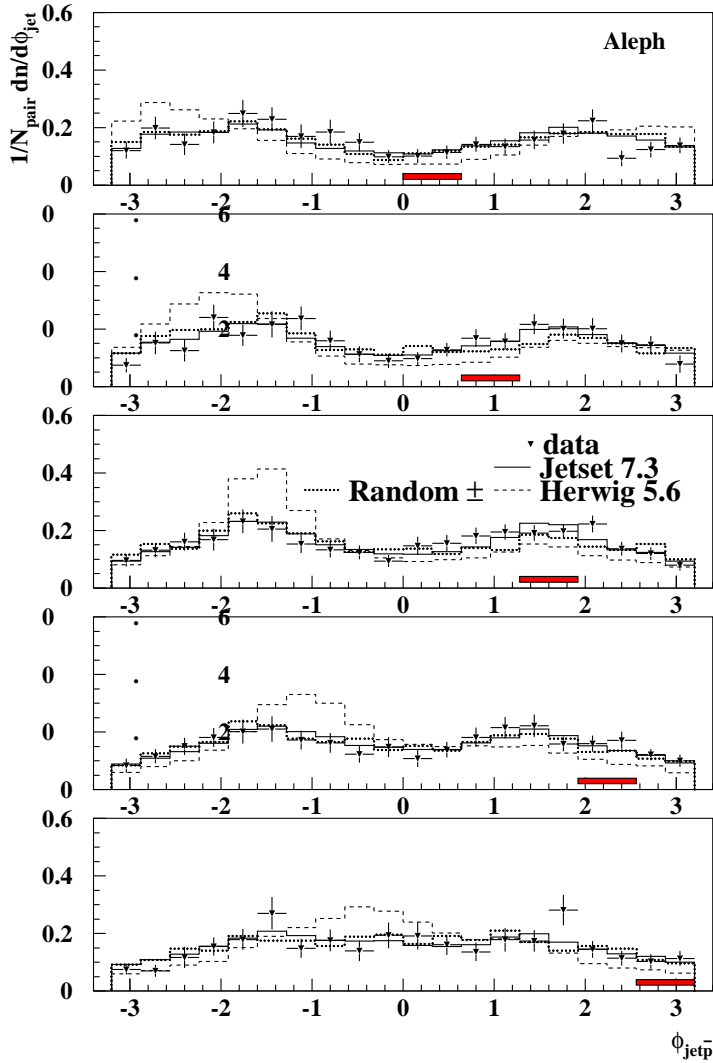 1/N_pair dn/dϕ_jet
Aleph
0.6
0.4
0.2
0
-3 -2 -1 0 1 2 3
0 . 6
0 . 4
0 . 2
0
-3 -2 -1 0 1 2 3
0.6
0.4
0.2
0
data
Jetset 7.3
Random ± Herwig 5.6
-3 -2 -1 0 1 2 3
0 . 6
0 . 4
0 . 2
0
-3 -2 -1 0 1 2 3
0.6
0.4
0.2
0
-3 -2 -1 0 1 2 3
ϕ_jetp̄